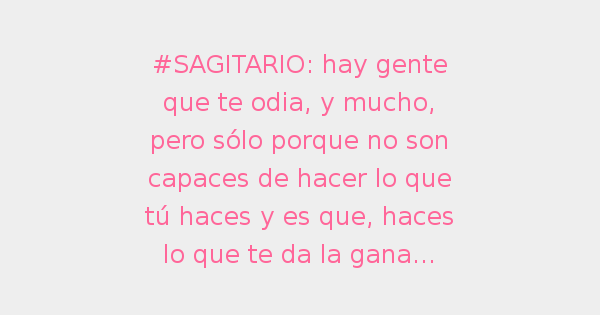 #SAGITARIO: hay gente
que te odia, y mucho,
pero sólo porque no son
capaces de hacer lo que
tú haces y es que, haces
lo que te da la gana...